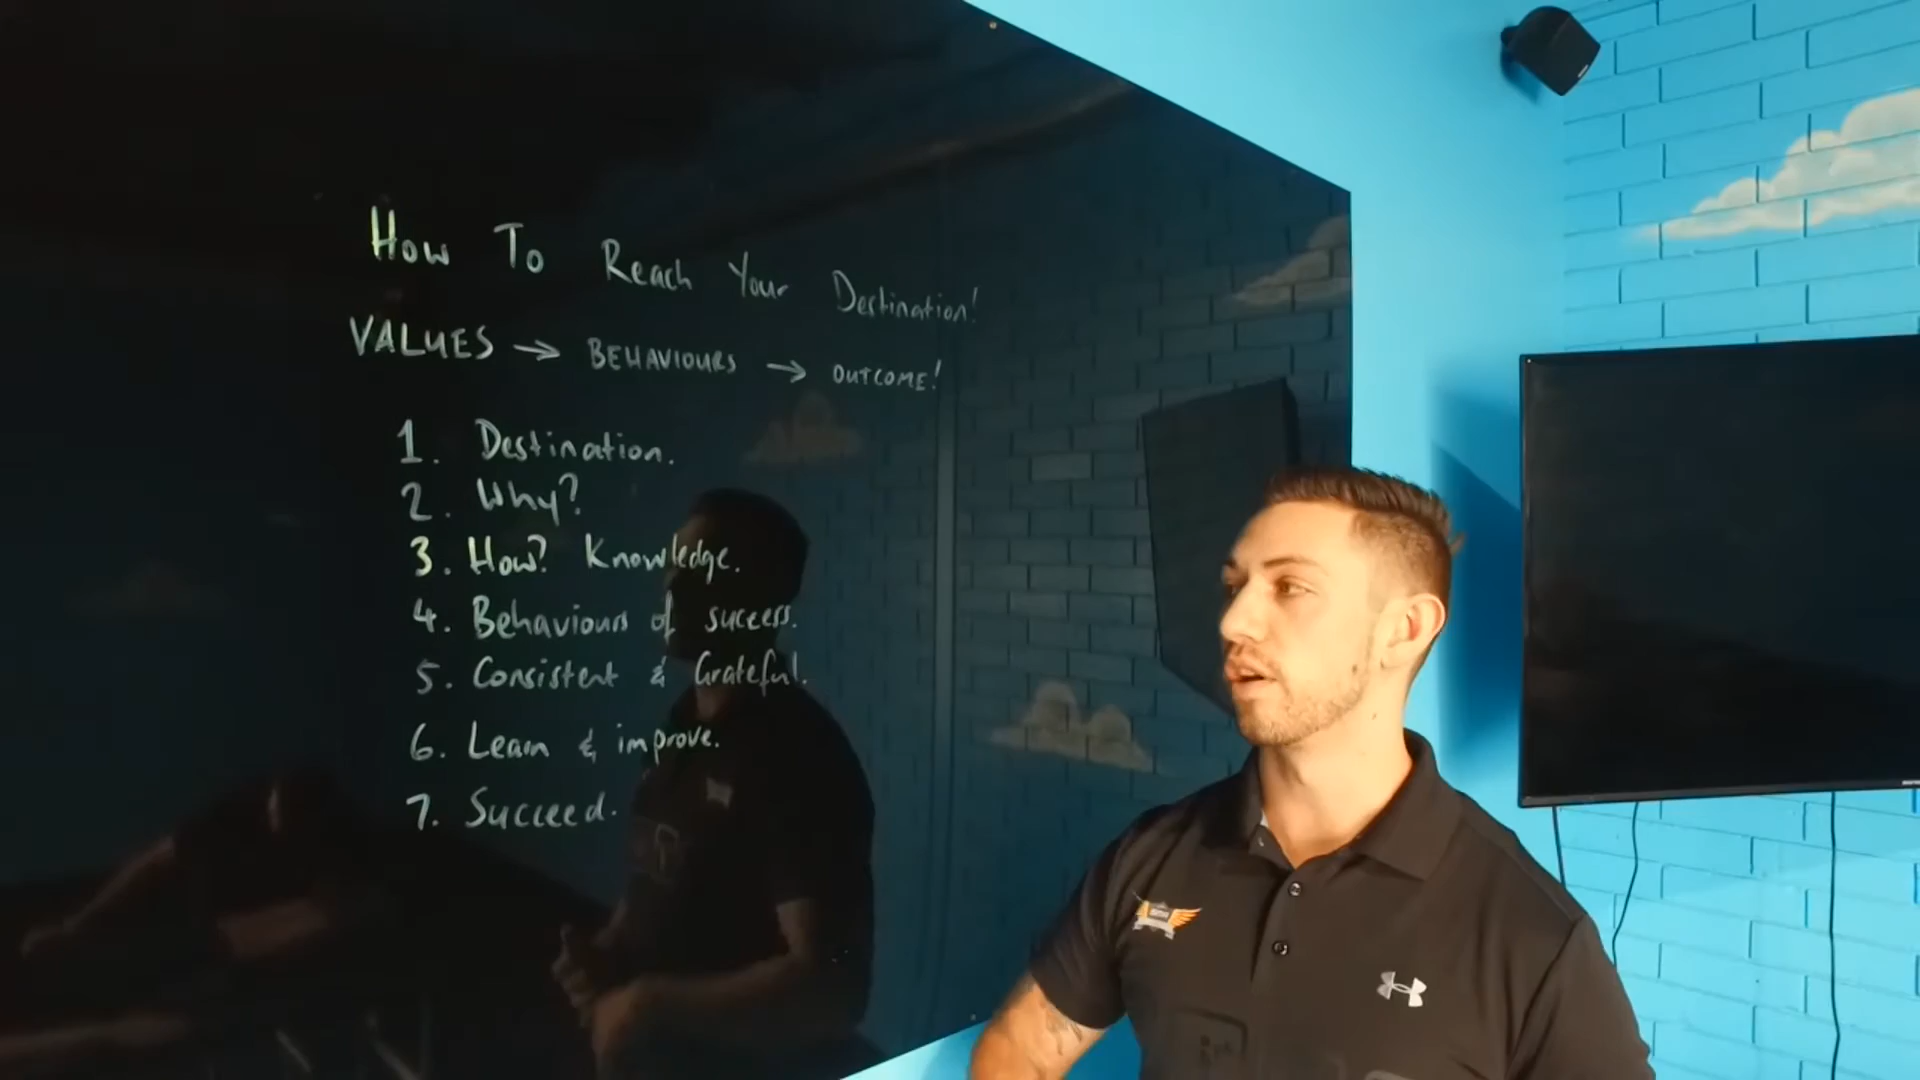 How To Reach Your Destination!
VALUES → BEHAVIOURS → OUTCOME!
1. Destination.
2. Why?
3. How? Knowledge.
4. Behaviours of success.
5. Consistent & Grateful.
6. Learn & improve.
7. Succeed.